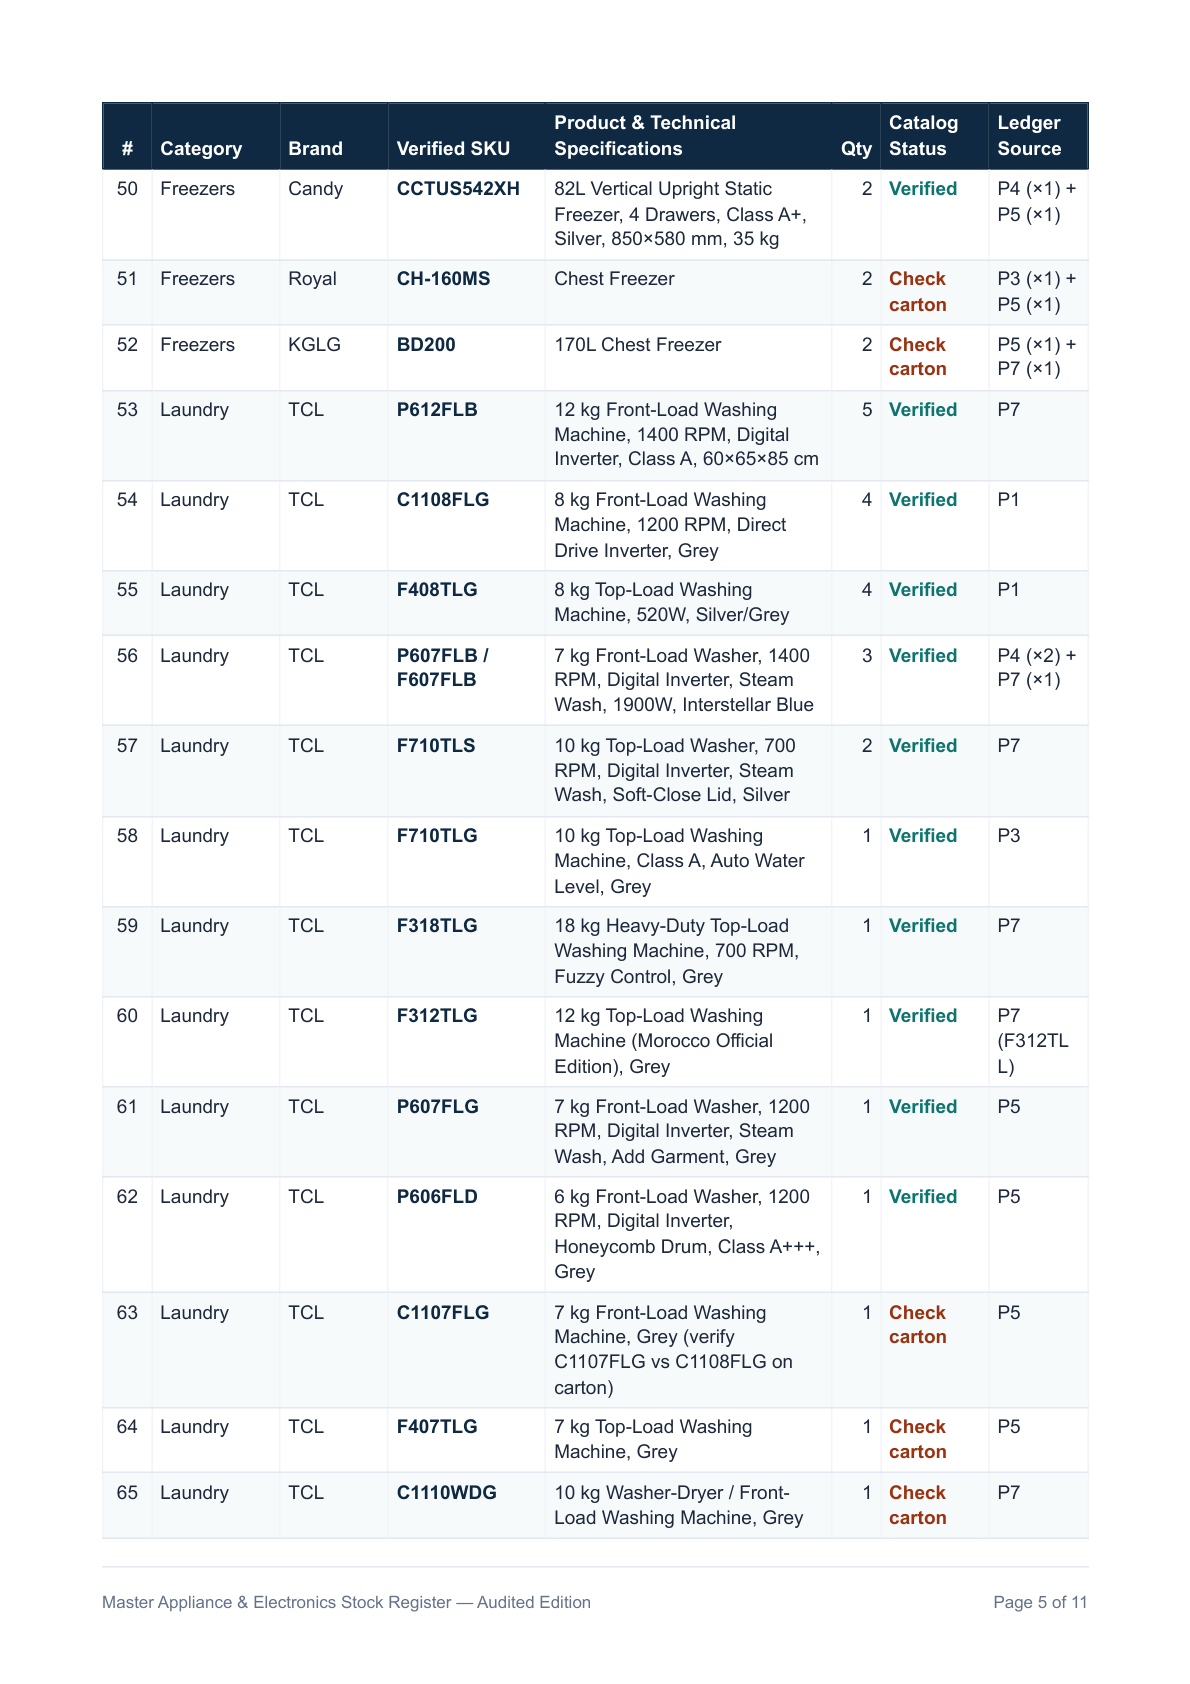 # Category Brand Verified SKU Product & Technical Specifications Qty Catalog Status Ledger Source
50 Freezers Candy CCTUS542XH 82L Vertical Upright Static 2 Verified P4 (×1) +
Freezer, 4 Drawers, Class A+, P5 (×1)
Silver, 850×580 mm, 35 kg
51 Freezers Royal CH-160MS Chest Freezer 2 Check P3 (×1) +
carton P5 (×1)
52 Freezers KGLG BD200 170L Chest Freezer 2 Check P5 (×1) +
carton P7 (×1)
53 Laundry TCL P612FLB 12 kg Front-Load Washing 5 Verified P7
Machine, 1400 RPM, Digital
Inverter, Class A, 60×65×85 cm
54 Laundry TCL C1108FLG 8 kg Front-Load Washing 4 Verified P1
Machine, 1200 RPM, Direct
Drive Inverter, Grey
55 Laundry TCL F408TLG 8 kg Top-Load Washing 4 Verified P1
Machine, 520W, Silver/Grey
56 Laundry TCL P607FLB / 7 kg Front-Load Washer, 1400 3 Verified P4 (×2) +
F607FLB RPM, Digital Inverter, Steam P7 (×1)
Wash, 1900W, Interstellar Blue
57 Laundry TCL F710TLS 10 kg Top-Load Washer, 700 2 Verified P7
RPM, Digital Inverter, Steam
Wash, Soft-Close Lid, Silver
58 Laundry TCL F710TLG 10 kg Top-Load Washing 1 Verified P3
Machine, Class A, Auto Water
Level, Grey
59 Laundry TCL F318TLG 18 kg Heavy-Duty Top-Load 1 Verified P7
Washing Machine, 700 RPM,
Fuzzy Control, Grey
60 Laundry TCL F312TLG 12 kg Top-Load Washing 1 Verified P7
Machine (Morocco Official (F312TL
Edition), Grey L)
61 Laundry TCL P607FLG 7 kg Front-Load Washer, 1200 1 Verified P5
RPM, Digital Inverter, Steam
Wash, Add Garment, Grey
62 Laundry TCL P606FLD 6 kg Front-Load Washer, 1200 1 Verified P5
RPM, Digital Inverter,
Honeycomb Drum, Class A+++,
Grey
63 Laundry TCL C1107FLG 7 kg Front-Load Washing 1 Check P5
Machine, Grey (verify carton
C1107FLG vs C1108FLG on
carton)
64 Laundry TCL F407TLG 7 kg Top-Load Washing 1 Check P5
Machine, Grey carton
65 Laundry TCL C1110WDG 10 kg Washer-Dryer / Front- 1 Check P7
Load Washing Machine, Grey carton
Master Appliance & Electronics Stock Register — Audited Edition Page 5 of 11